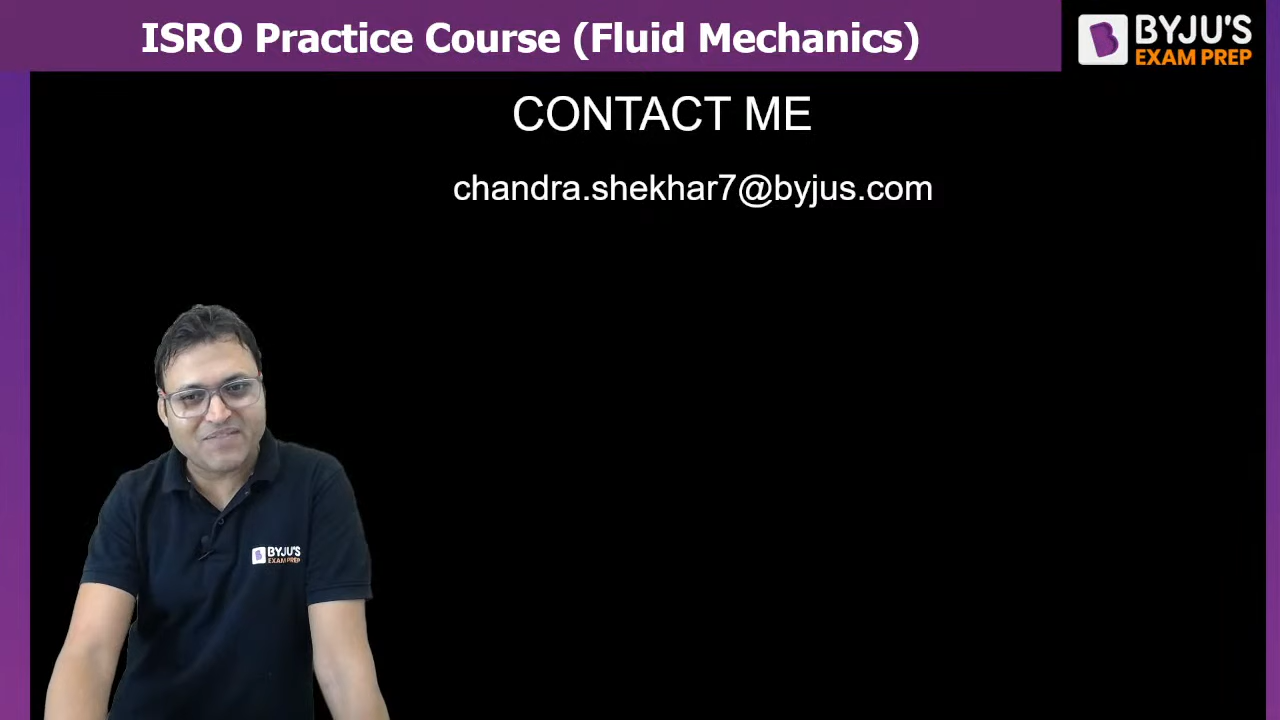 ISRO Practice Course (Fluid Mechanics)
BYJU'S
EXAM PREP
CONTACT ME
chandra.shekhar7@byjus.com
BYJU'S
EXAM PREP